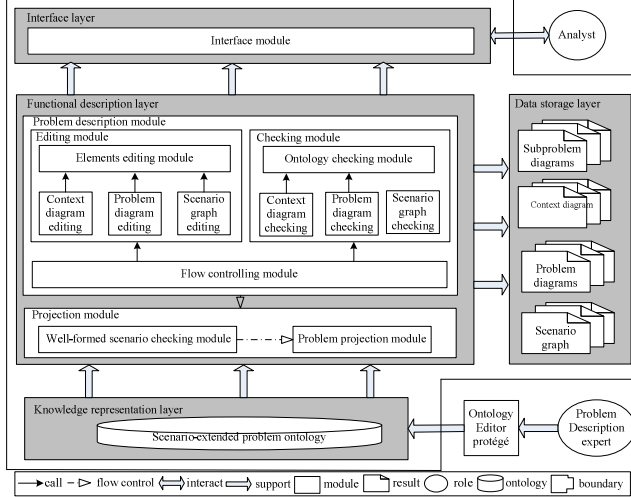 Interface layer
Interface module
Analyst
Functional description layer
Problem description module
Editing module
Elements editing module
Context
diagram
editing
Problem
diagram
editing
Scenario
graph
editing
Checking module
Ontology checking module
Context
diagram
checking
Problem
diagram
checking
Scenario
graph
checking
Flow controlling module
Projection module
Well-formed scenario checking module
Problem projection module
Data storage layer
Subproblem
diagrams
Context diagram
Problem
diagrams
Scenario
graph
Knowledge representation layer
Scenario-extended problem ontology
Ontology
Editor
protégé
Problem
Description
expert
call
flow control
interact
support
module
result
role
ontology
boundary